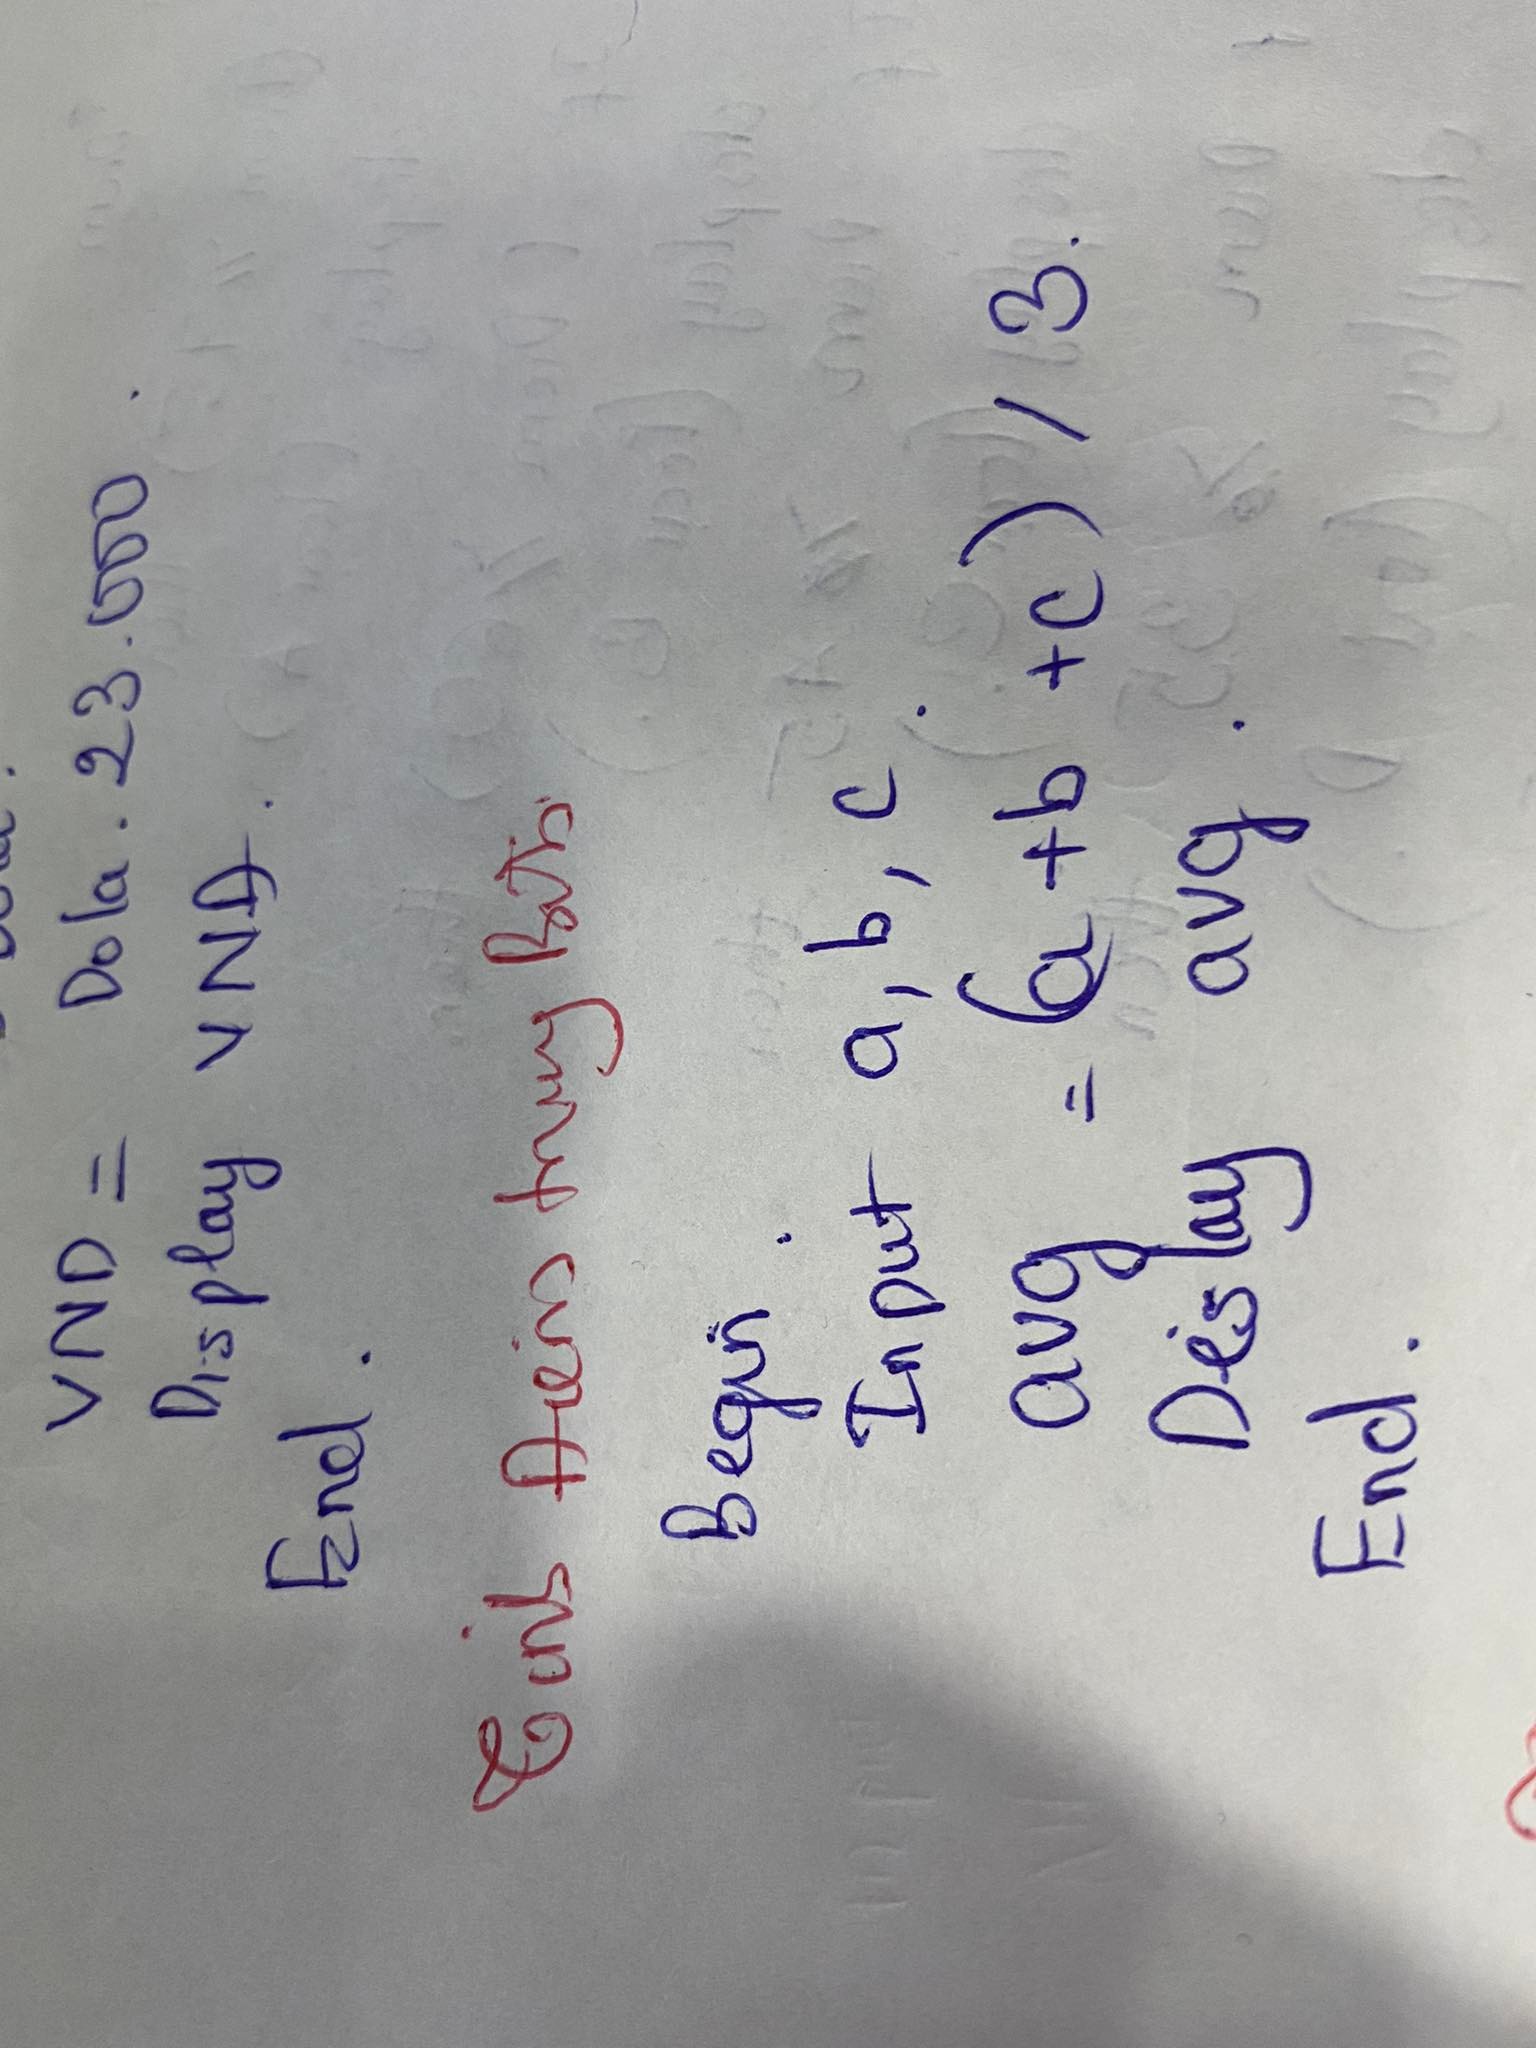 VND = Dola . 23.000 .
Display VND .
End .
Tính điểm trung bình
Begin .
Input a, b, c .
avg = (a + b + c) / 3 .
Display avg .
End .